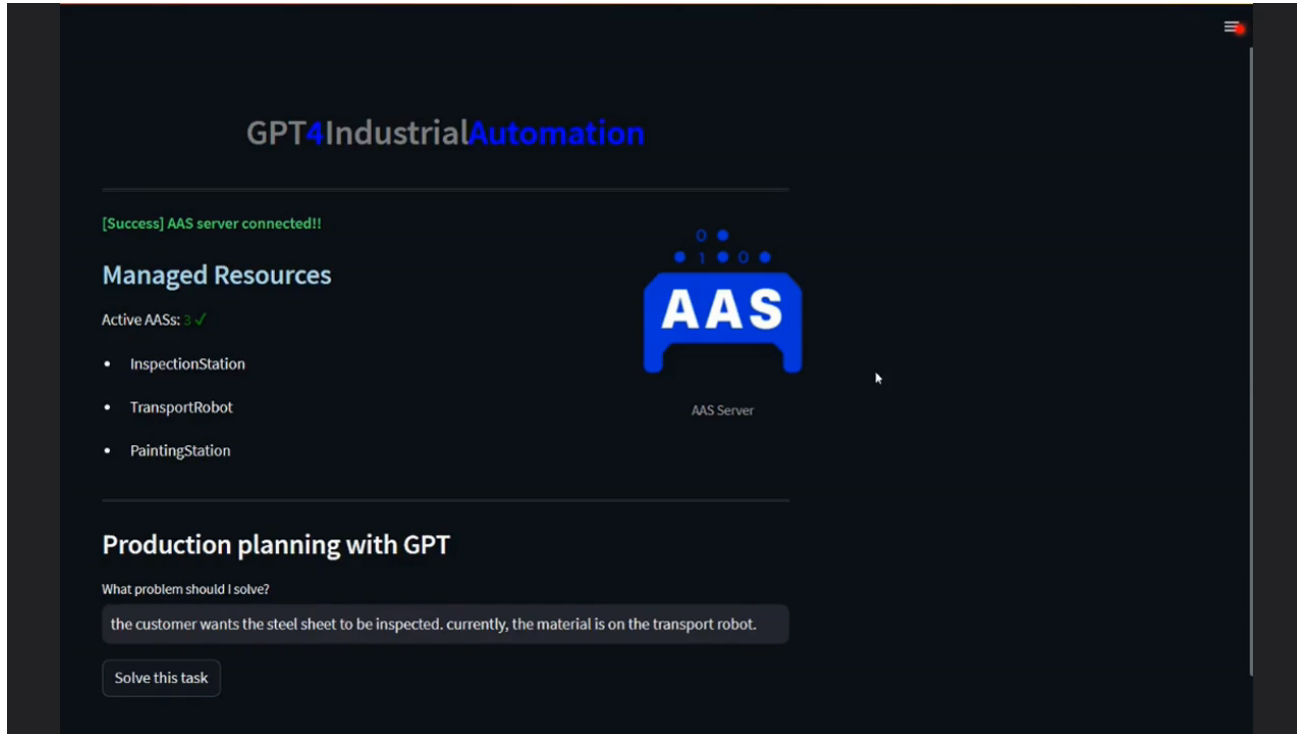 GPT4IndustrialAutomation
[Success] AAS server connected!!
Managed Resources
Active AASs: 3 ✓
• InspectionStation
• TransportRobot
• PaintingStation
0
1 0
AAS
AAS Server
Production planning with GPT
What problem should I solve?
the customer wants the steel sheet to be inspected. currently, the material is on the transport robot.
Solve this task